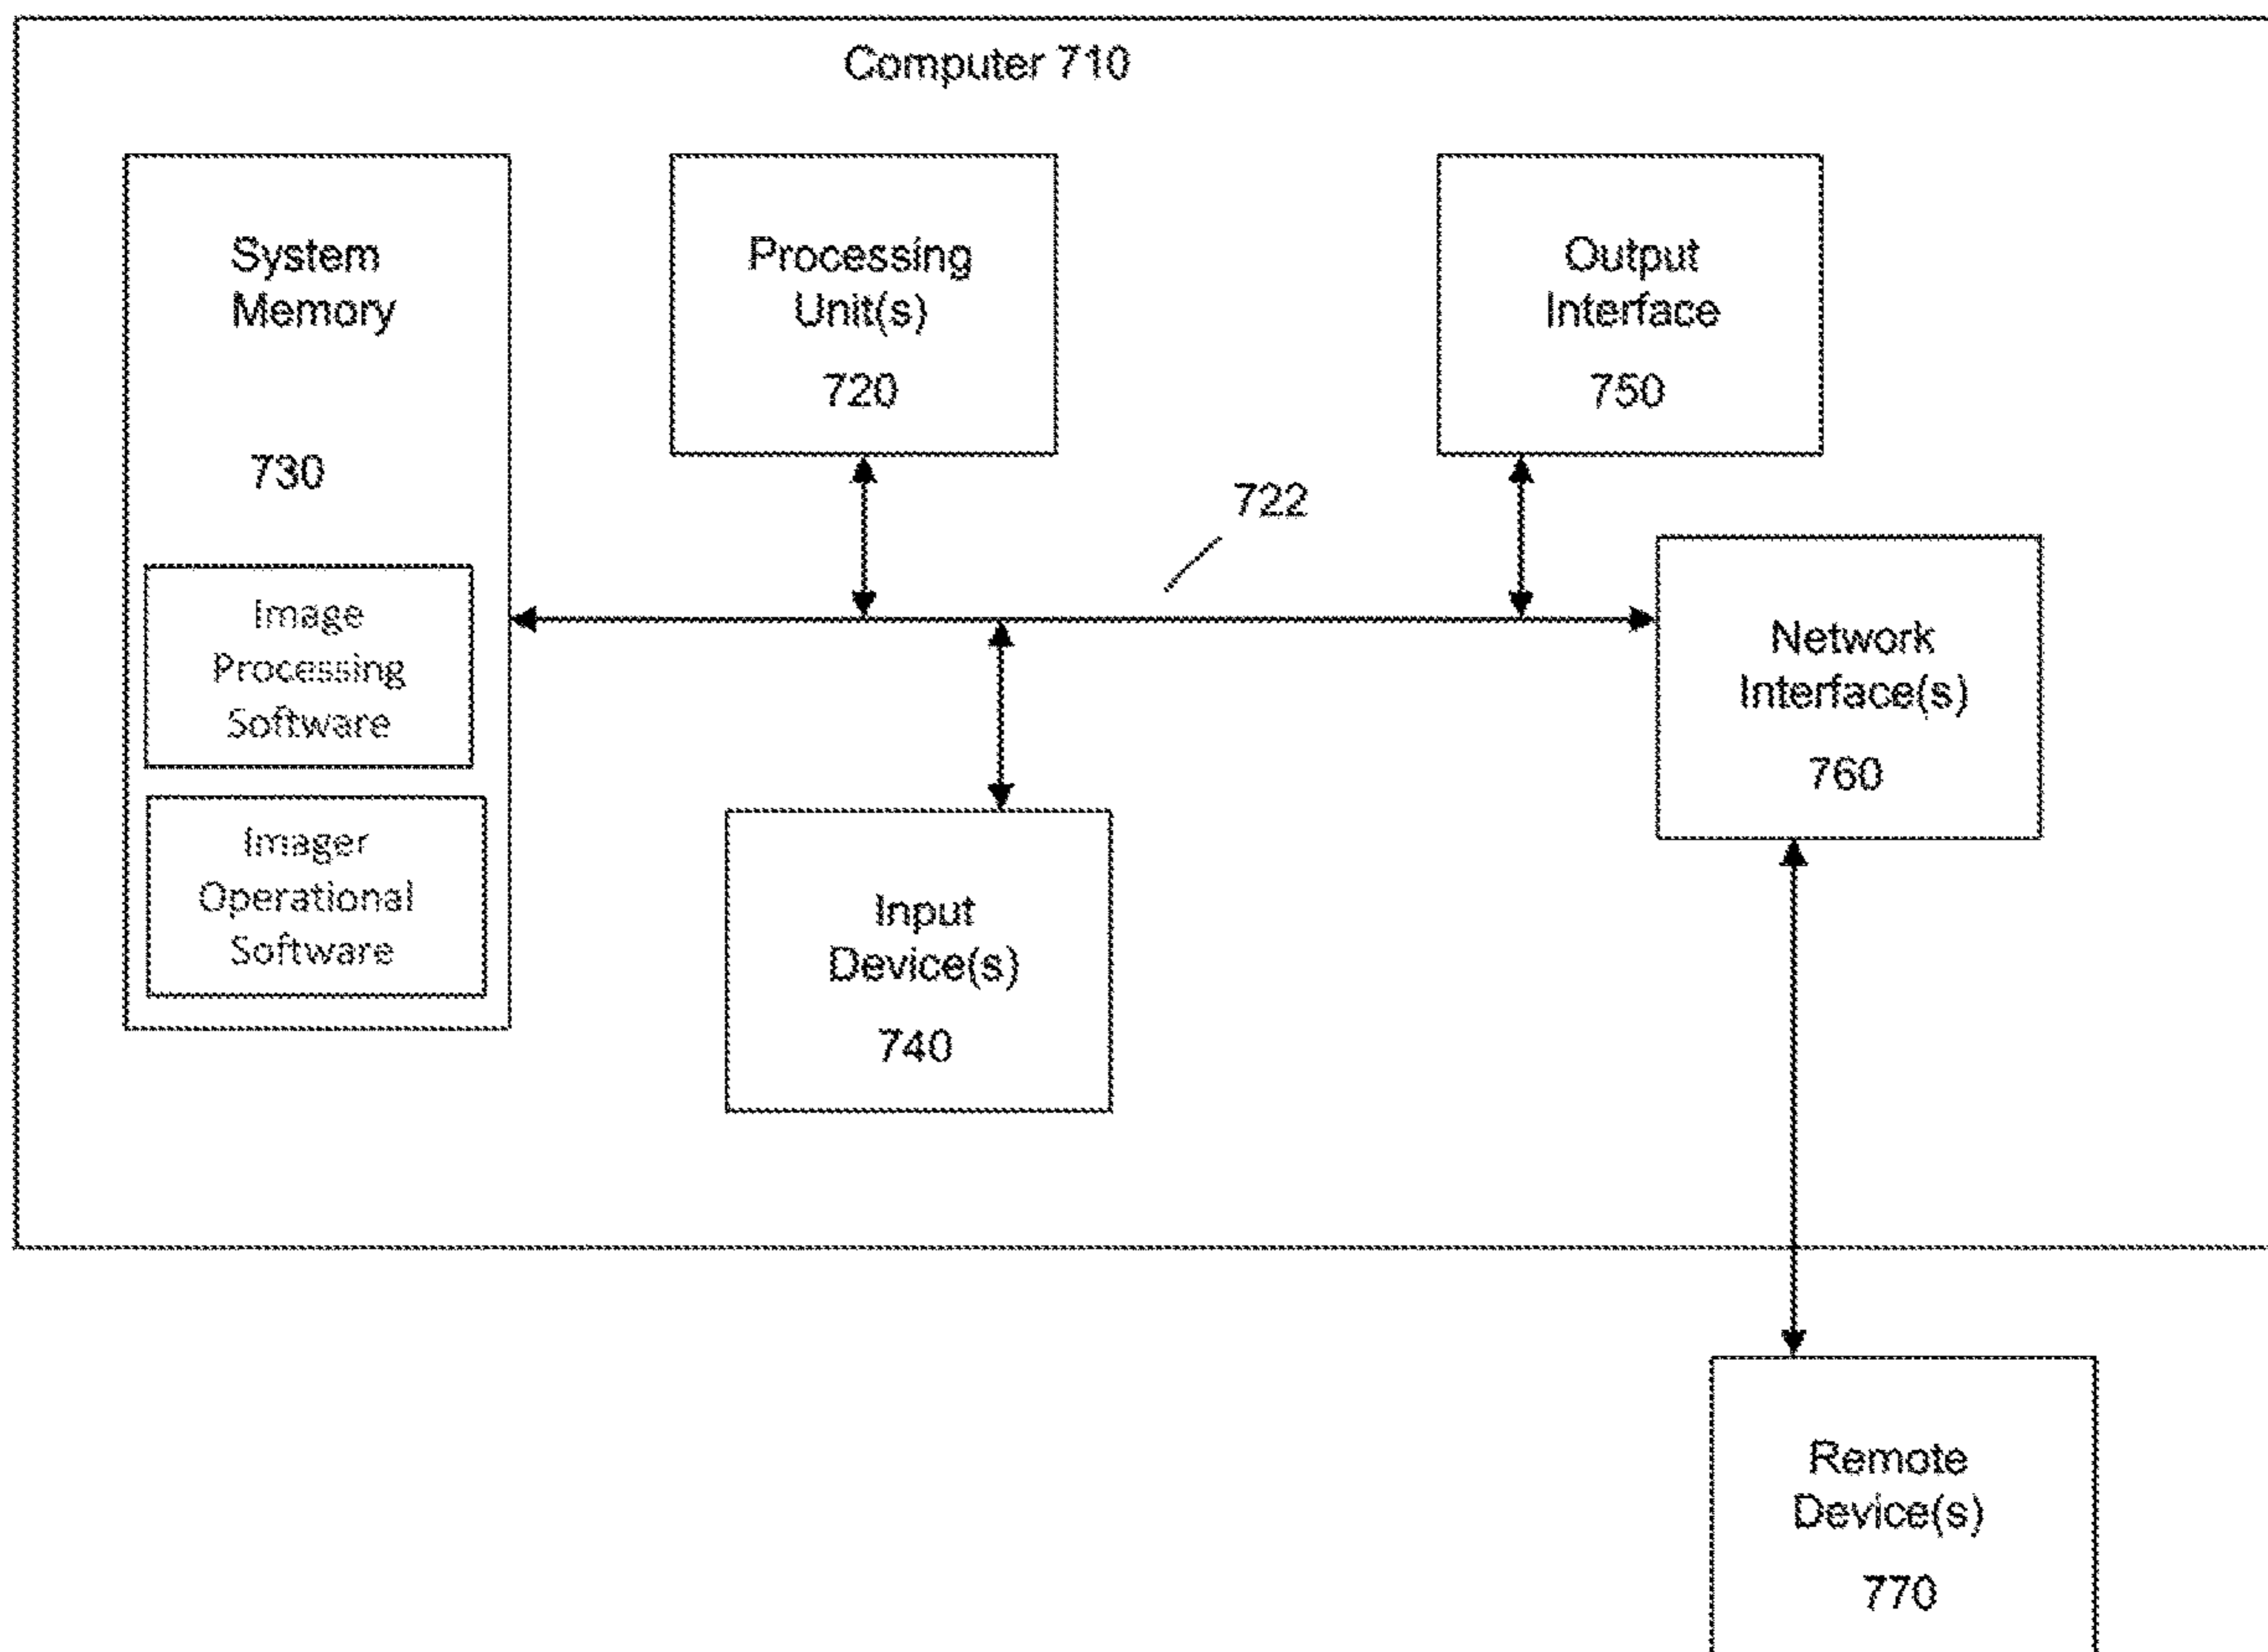 Computer 710
System
Memory
730
Image
Processing
Software
Imager
Operational
Software
Processing
Unit(s)
720
Output
Interface
750
722
Network
Interface(s)
760
Input
Device(s)
740
Remote
Device(s)
770